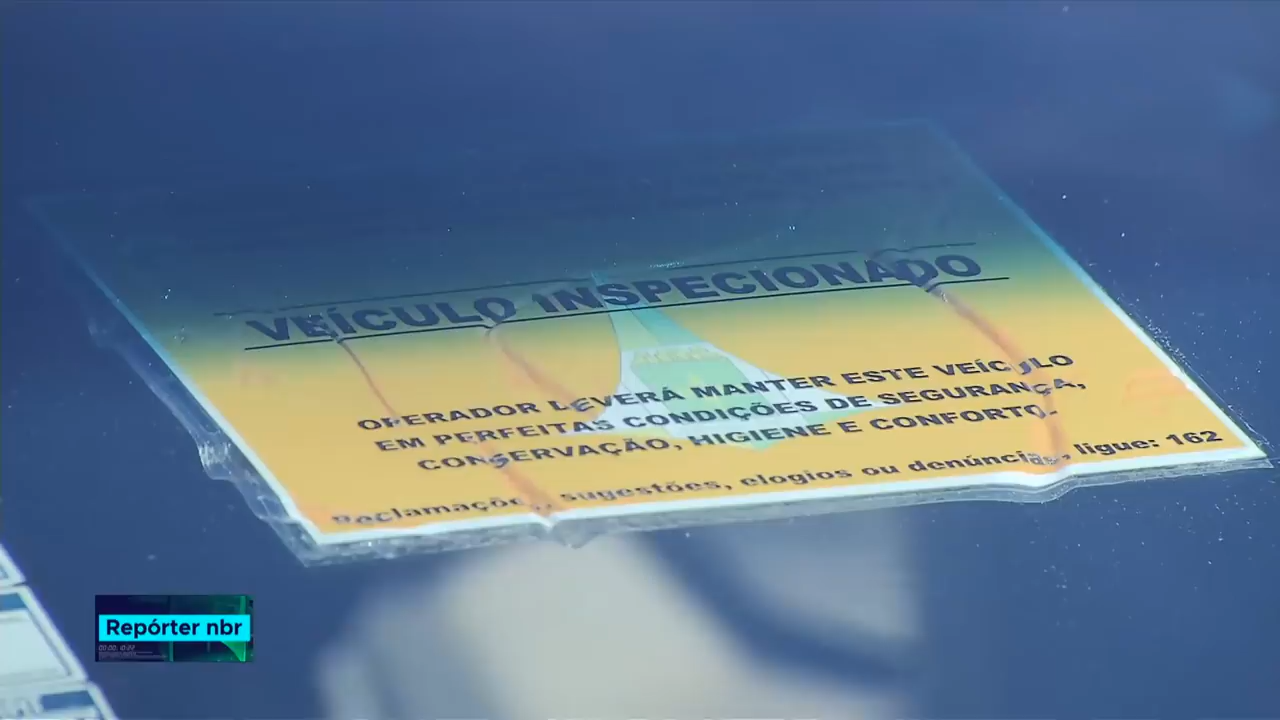 VEÍCULO INSPECIONADO
OPERADOR DEVERÁ MANTER ESTE VEÍCULO
EM PERFEITAS CONDIÇÕES DE SEGURANÇA,
CONSERVAÇÃO, HIGIENE E CONFORTO.
Reclamações, sugestões, elogios ou denúncias, ligue: 162
Repórter nbr